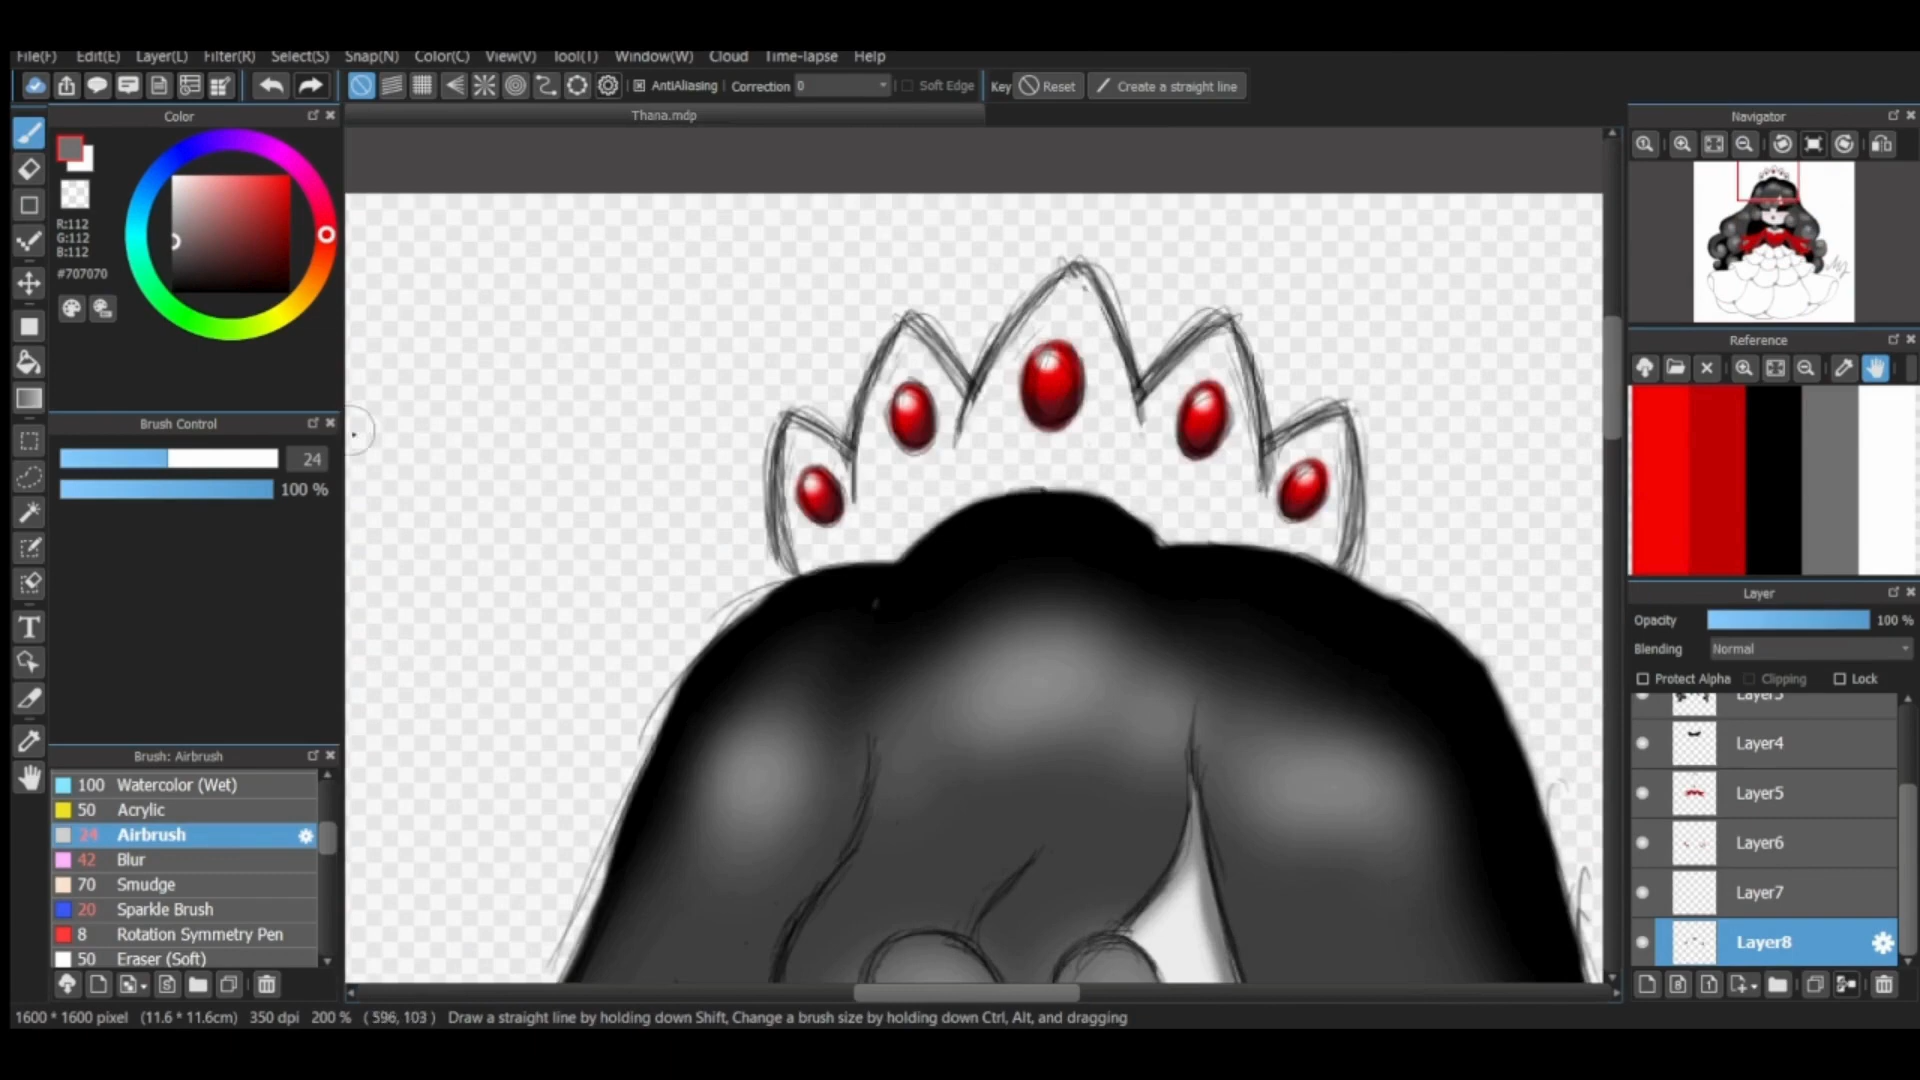 File(F) Edit(E) Layer(L) Filter(R) Select(S) Snap(N) Color(C) View(V) Tool(T) Window(W) Cloud Time-lapse Help
AntiAliasing Correction 0 Soft Edge Key Reset Create a straight line
Color
Thana.mdp
Navigator
R:112
G:112
B:112
#707070
Reference
Brush Control
24
100 %
Layer
Opacity 100 %
Blending Normal
Protect Alpha Clipping Lock
Layer3
Layer4
Layer5
Layer6
Layer7
Layer8
Brush: Airbrush
100 Watercolor (Wet)
50 Acrylic
24 Airbrush
42 Blur
70 Smudge
20 Sparkle Brush
8 Rotation Symmetry Pen
50 Eraser (Soft)
1600 * 1600 pixel (11.6 * 11.6cm) 350 dpi 200 % ( 596, 103 ) Draw a straight line by holding down Shift, Change a brush size by holding down Ctrl, Alt, and dragging